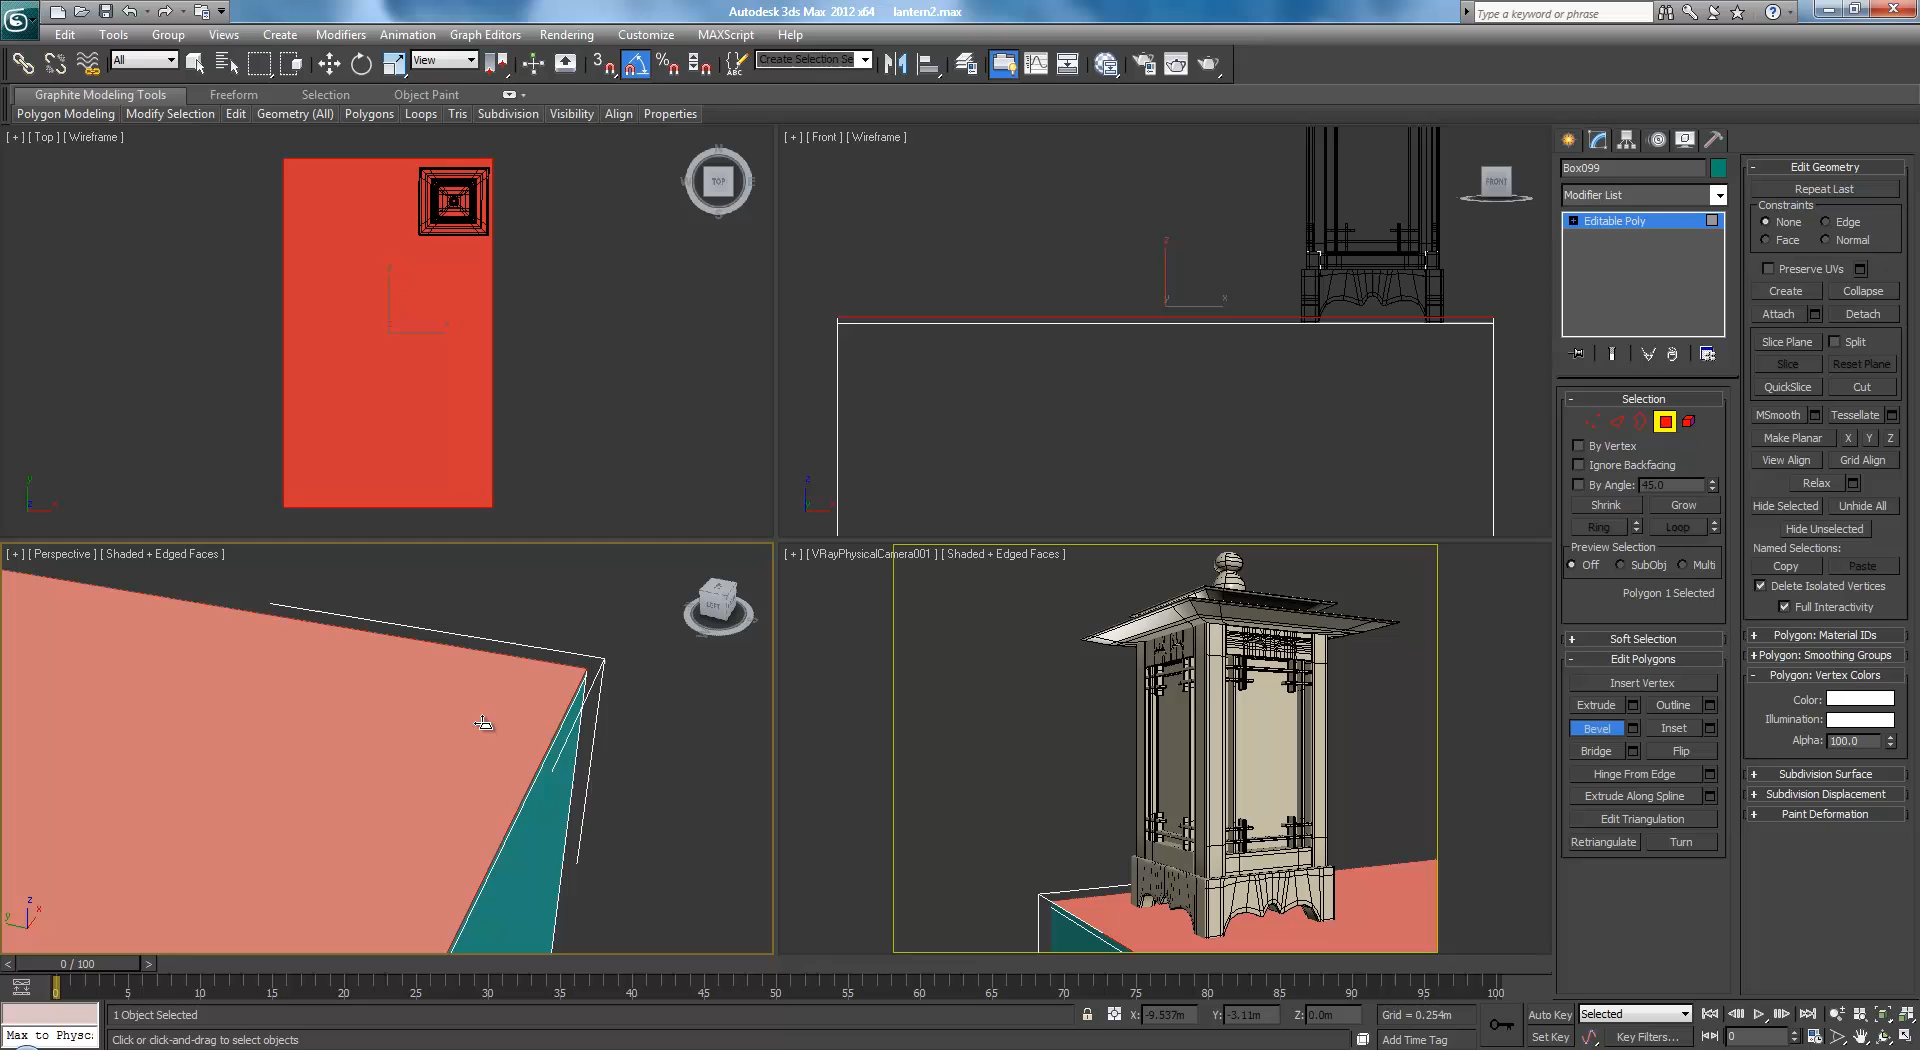 Autodesk 3ds Max 2012 x64 lantern2.max
Type a keyword or phrase
Edit Tools Group Views Create Modifiers Animation Graph Editors Rendering Customize MAXScript Help
All View 3 Create Selection Se
Graphite Modeling Tools Freeform Selection Object Paint
Polygon Modeling Modify Selection Edit Geometry (All) Polygons Loops Tris Subdivision Visibility Align Properties
[ + ] [ Top ] [ Wireframe ]
TOP
[ + ] [ Front ] [ Wireframe ]
FRONT
[ + ] [ Perspective ] [ Shaded + Edged Faces ]
LEFT
[ + ] [ VRayPhysicalCamera001 ] [ Shaded + Edged Faces ]
Box099
Modifier List
Editable Poly
Selection
By Vertex
Ignore Backfacing
By Angle: 45.0
Shrink Grow
Ring Loop
Preview Selection
Off SubObj Multi
Polygon 1 Selected
Soft Selection
Edit Polygons
Insert Vertex
Extrude Outline
Bevel Inset
Bridge Flip
Hinge From Edge
Extrude Along Spline
Edit Triangulation
Retriangulate Turn
Edit Geometry
Repeat Last
Constraints
None Edge
Face Normal
Preserve UVs
Create Collapse
Attach Detach
Slice Plane Split
Slice Reset Plane
QuickSlice Cut
MSmooth Tessellate
Make Planar X Y Z
View Align Grid Align
Relax
Hide Selected Unhide All
Hide Unselected
Named Selections:
Copy Paste
Delete Isolated Vertices
Full Interactivity
Polygon: Material IDs
Polygon: Smoothing Groups
Polygon: Vertex Colors
Color:
Illumination:
Alpha: 100.0
Subdivision Surface
Subdivision Displacement
Paint Deformation
< 0 / 100 >
0 5 10 15 20 25 30 35 40 45 50 55 60 65 70 75 80 85 90 95 100
1 Object Selected X: -9.537m Y: -3.11m Z: 0.0m Grid = 0.254m Auto Key Selected
Max to Physc: Click or click-and-drag to select objects Add Time Tag Set Key Key Filters... 0